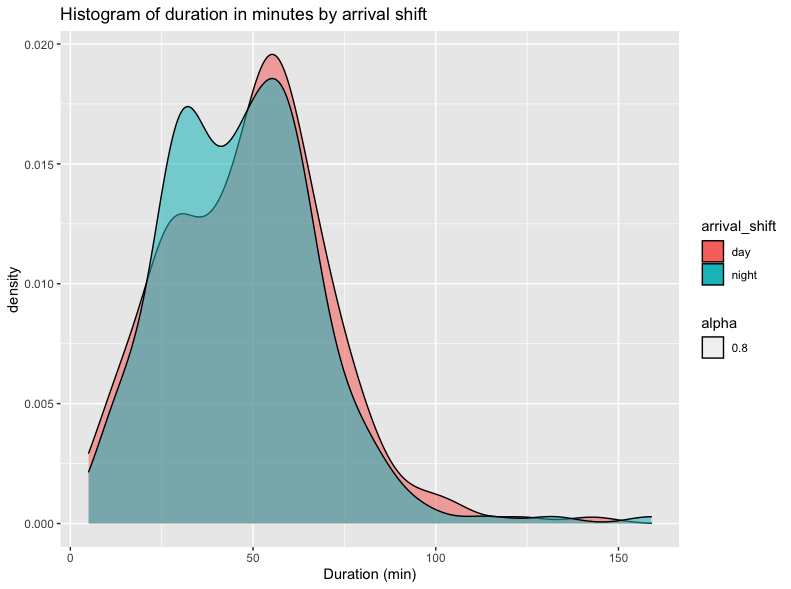 Histogram of duration in minutes by arrival shift
0.020
0.015
0.010
0.005
0.000
density
0 50 100 150
Duration (min)
arrival_shift
day
night
alpha
0.8